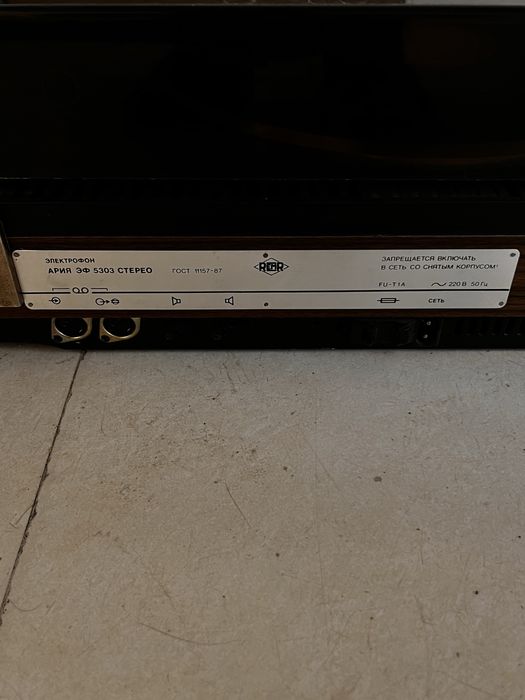 ЭЛЕКТРОФОН
АРИЯ ЭФ 5303 СТЕРЕО
ГОСТ 11157-87
ЗАПРЕЩАЕТСЯ ВКЛЮЧАТЬ
В СЕТЬ СО СНЯТЫМ КОРПУСОМ!
FU-T1A
220 В 50 Гц
СЕТЬ